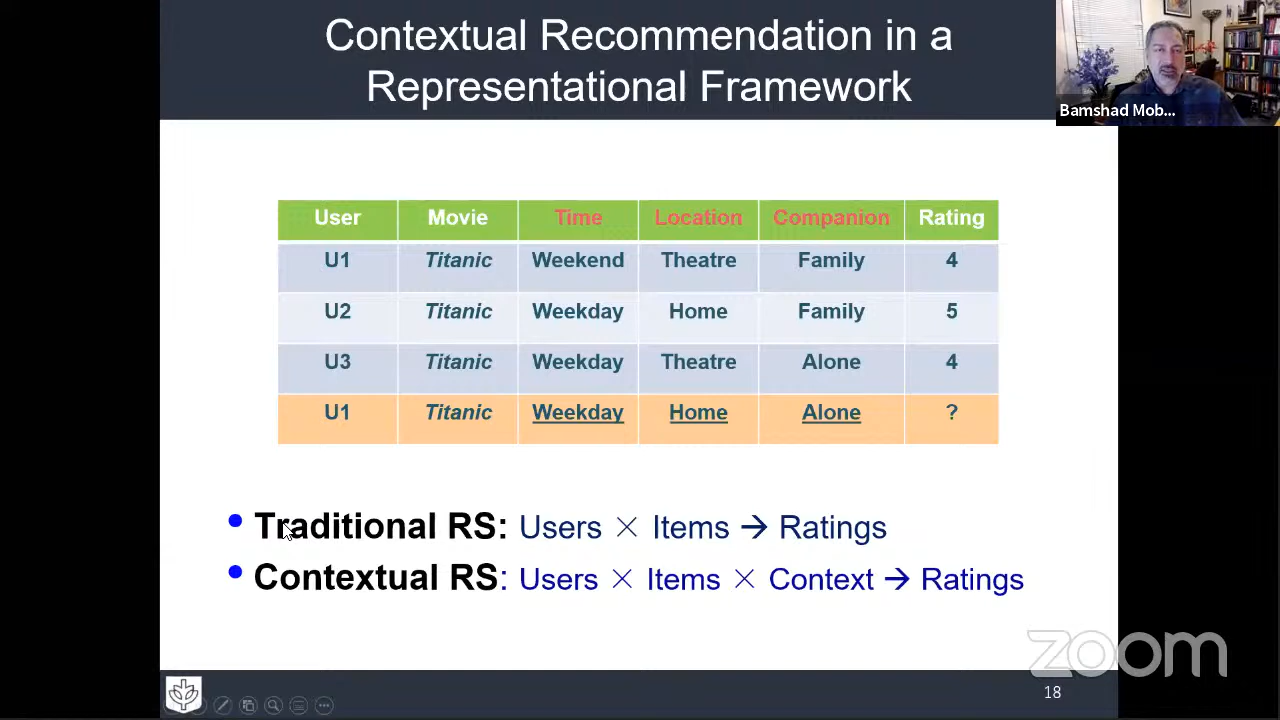 Contextual Recommendation in a
Representational Framework
Bamshad Mob...
User Movie Time Location Companion Rating
U1 Titanic Weekend Theatre Family 4
U2 Titanic Weekday Home Family 5
U3 Titanic Weekday Theatre Alone 4
U1 Titanic Weekday Home Alone ?
• Traditional RS: Users × Items → Ratings
• Contextual RS: Users × Items × Context → Ratings
zoom
18